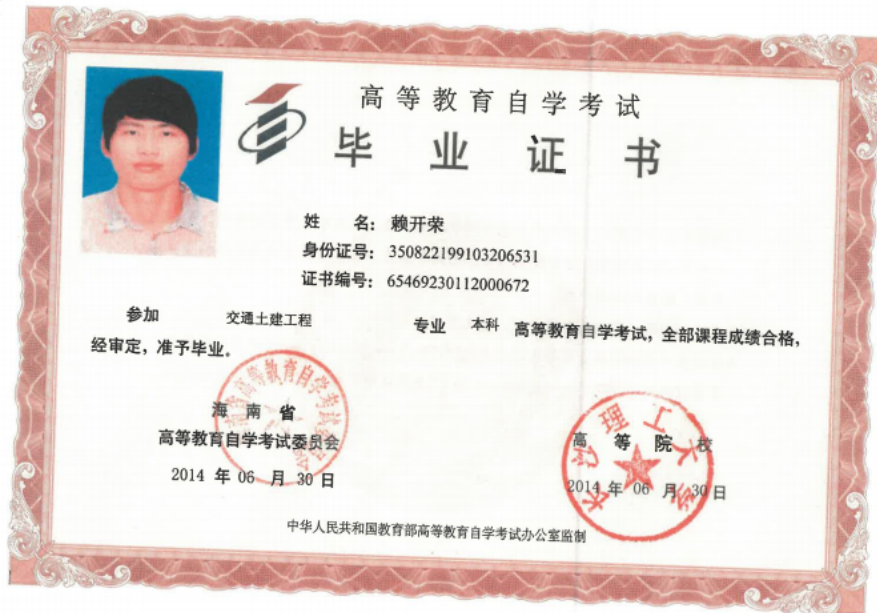 高等教育自学考试
毕业证书
姓 名: 赖开荣
身份证号: 350822199103206531
证书编号: 65469230112000672
参加 交通土建工程 专业 本科 高等教育自学考试,全部课程成绩合格,
经审定,准予毕业。
海南省
高等教育自学考试委员会
2014 年 06 月 30 日
长沙理工大学
高等院校
2014 年 06 月 30 日
中华人民共和国教育部高等教育自学考试办公室监制